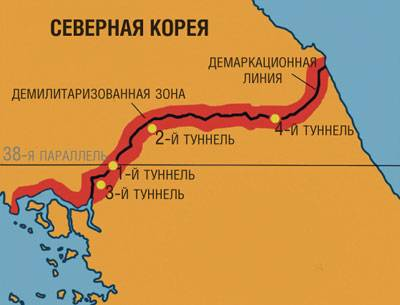 СЕВЕРНАЯ КОРЕЯ
ДЕМАРКАЦИОННАЯ
ЛИНИЯ
ДЕМИЛИТАРИЗОВАННАЯ ЗОНА
4-Й ТУННЕЛЬ
2-Й ТУННЕЛЬ
38-Я ПАРАЛЛЕЛЬ
1-Й ТУННЕЛЬ
3-Й ТУННЕЛЬ